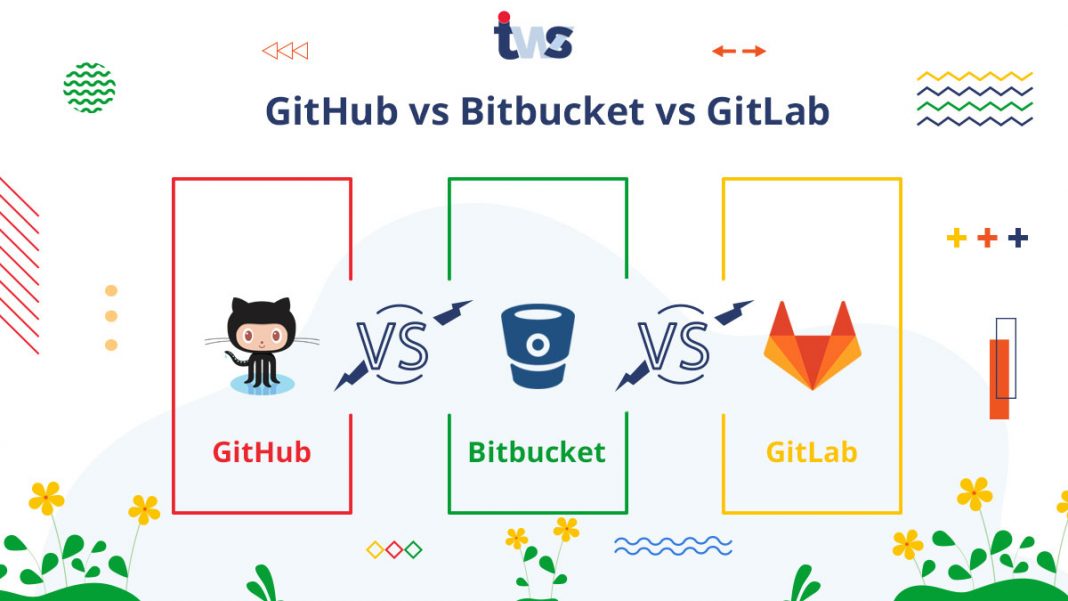 tws
GitHub vs Bitbucket vs GitLab
VS
VS
GitHub
Bitbucket
GitLab